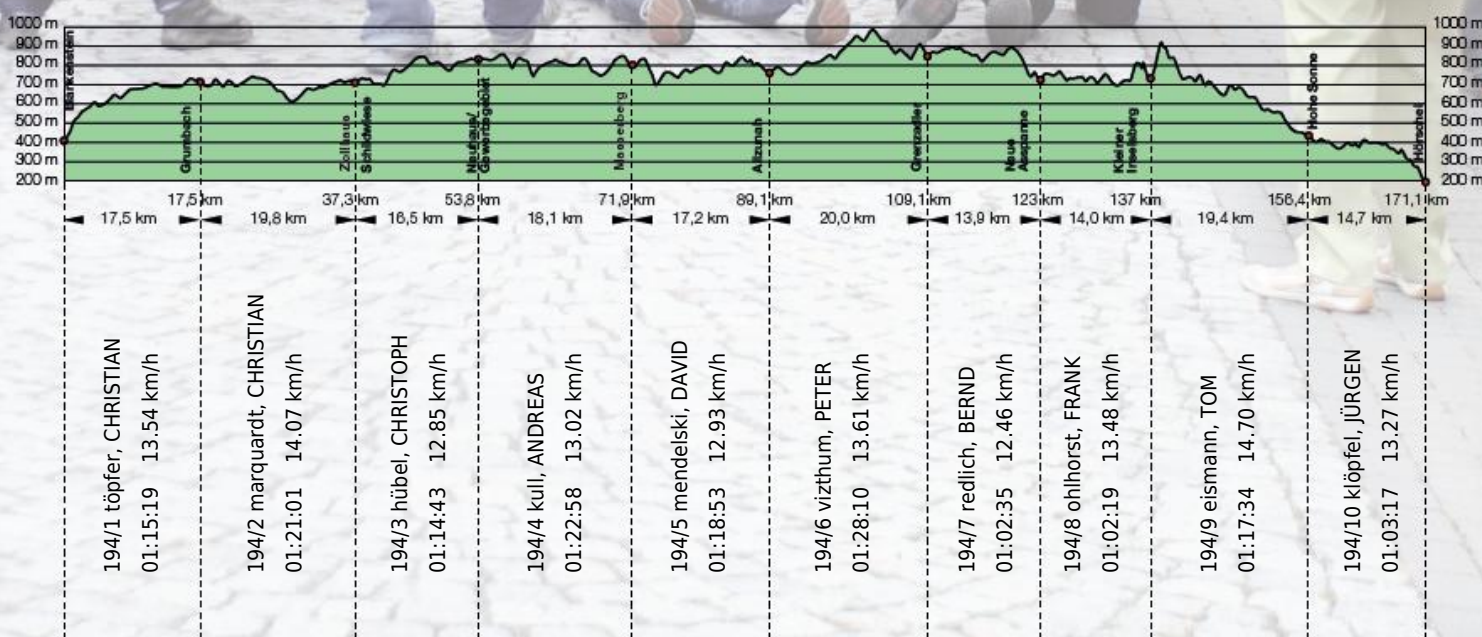 1000 m
900 m
800 m
700 m
600 m
500 m
400 m
300 m
200 m
1000 m
900 m
800 m
700 m
600 m
500 m
400 m
300 m
200 m
Blankenstein
Grumbach
Zollhaus
Schildwiese
Neuhaus/
Masserberg
Allzunah
Grenzadler
Neue
Ausspanne
Kleiner
Inselsberg
Hohe Sonne
Hörschel
17,5 km
37,3 km
53,8 km
71,9 km
89,1 km
109,1 km
123 km
137 km
156,4 km
171,1 km
17,5 km
19,8 km
16,5 km
18,1 km
17,2 km
20,0 km
13,9 km
14,0 km
19,4 km
14,7 km
194/1 töpfer, CHRISTIAN
01:15:19 13.54 km/h
194/2 marquardt, CHRISTIAN
01:21:01 14.07 km/h
194/3 hübel, CHRISTOPH
01:14:43 12.85 km/h
194/4 kull, ANDREAS
01:22:58 13.02 km/h
194/5 mendelski, DAVID
01:18:53 12.93 km/h
194/6 vizthum, PETER
01:28:10 13.61 km/h
194/7 redlich, BERND
01:02:35 12.46 km/h
194/8 ohlhorst, FRANK
01:02:19 13.48 km/h
194/9 eismann, TOM
01:17:34 14.70 km/h
194/10 klöpfel, JÜRGEN
01:03:17 13.27 km/h